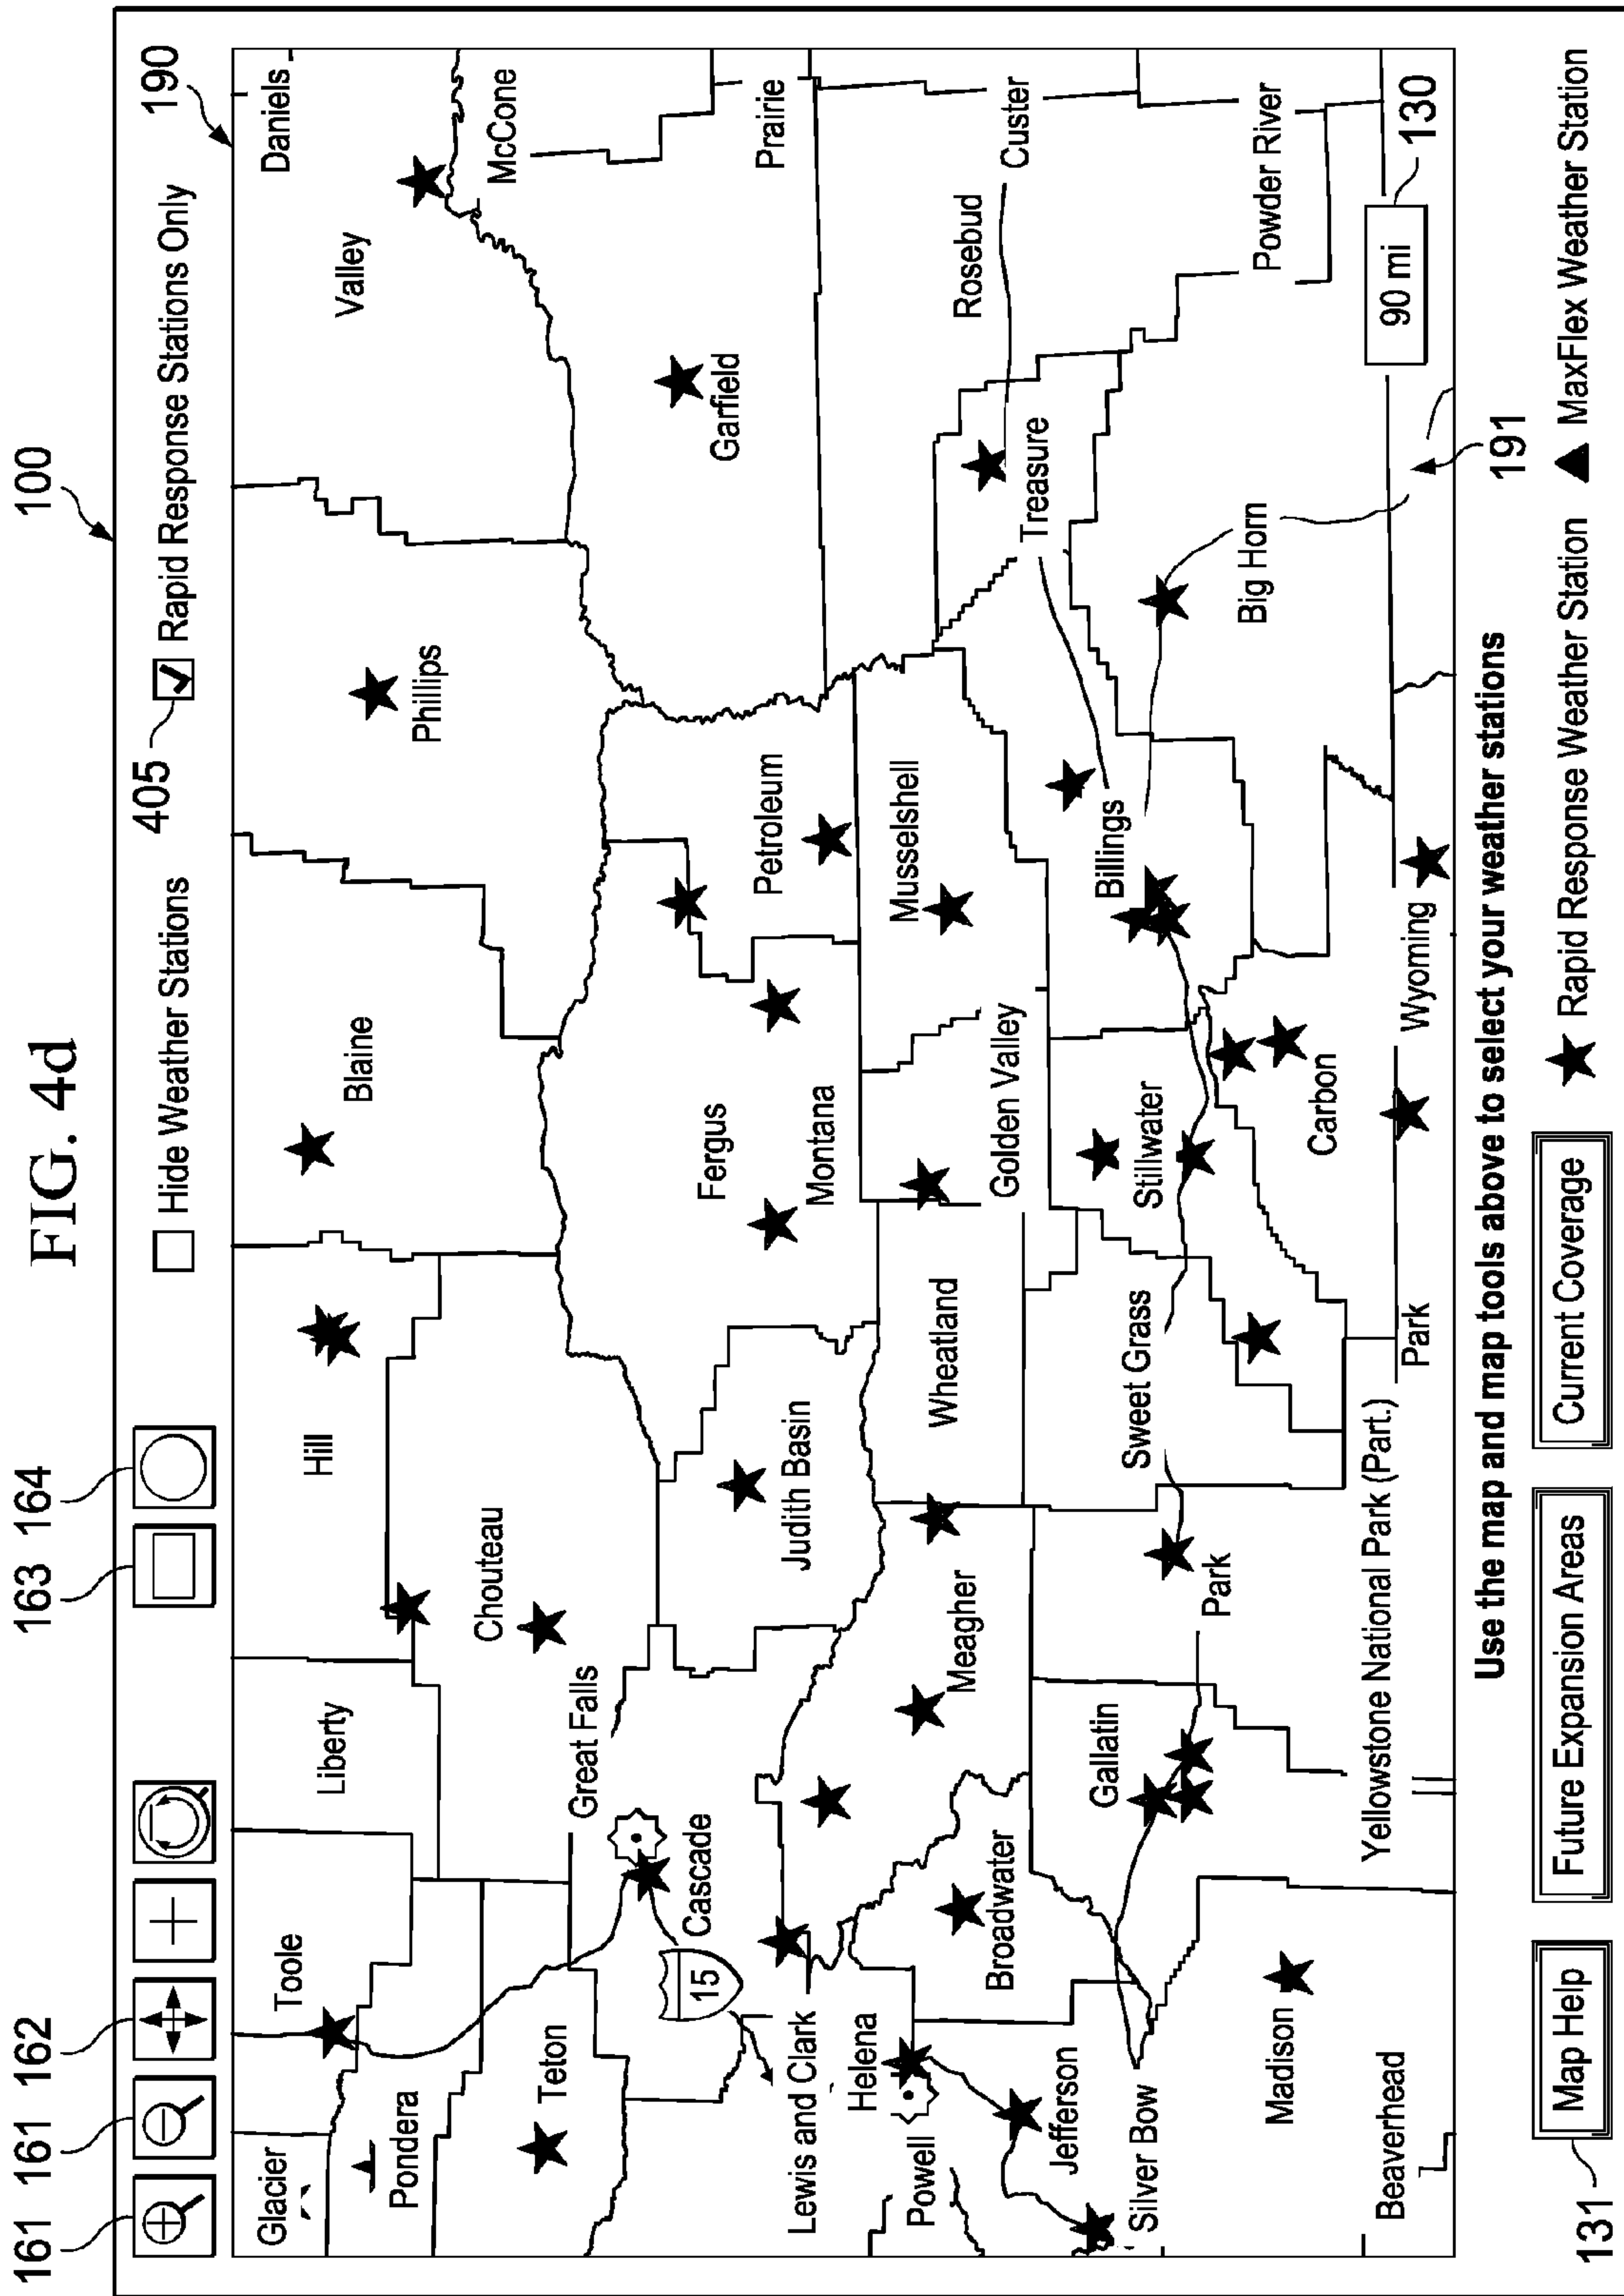 FIG. 4d
100
161
161
162
163
164
405
190
Hide Weather Stations
Rapid Response Stations Only
Glacier
Toole
Liberty
Hill
Blaine
Phillips
Valley
Daniels
Pondera
Chouteau
McCone
Teton
Great Falls
Cascade
15
Judith Basin
Fergus
Petroleum
Garfield
Prairie
Montana
Lewis and Clark
Helena
Powell
Meagher
Wheatland
Musselshell
Golden Valley
Rosebud
Custer
Broadwater
Treasure
Jefferson
Gallatin
Sweet Grass
Stillwater
Billings
Silver Bow
Park
Big Horn
Powder River
Madison
Carbon
Beaverhead
Yellowstone National Park (Part.)
Park
Wyoming
90 mi
130
191
Use the map and map tools above to select your weather stations
131
Map Help
Future Expansion Areas
Current Coverage
Rapid Response Weather Station
MaxFlex Weather Station